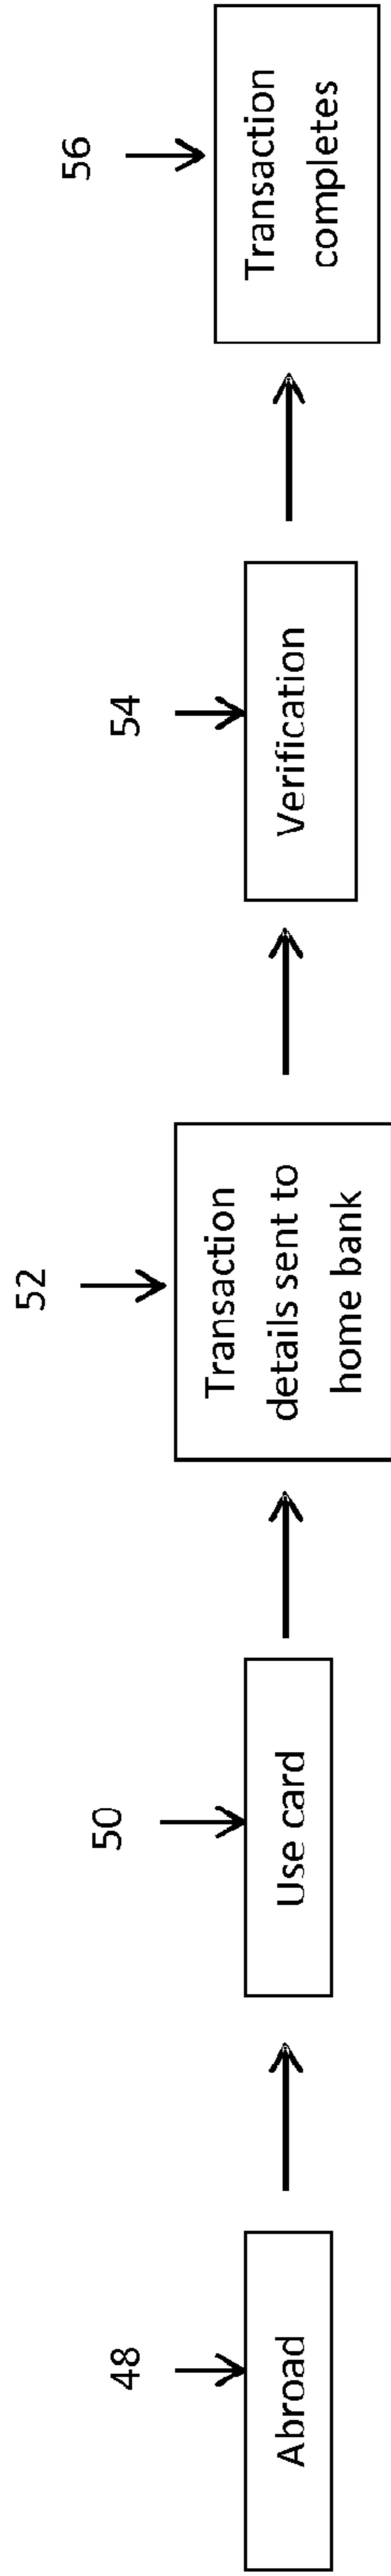 48
Abroad
50
Use card
52
Transaction
details sent to
home bank
54
Verification
56
Transaction
completes